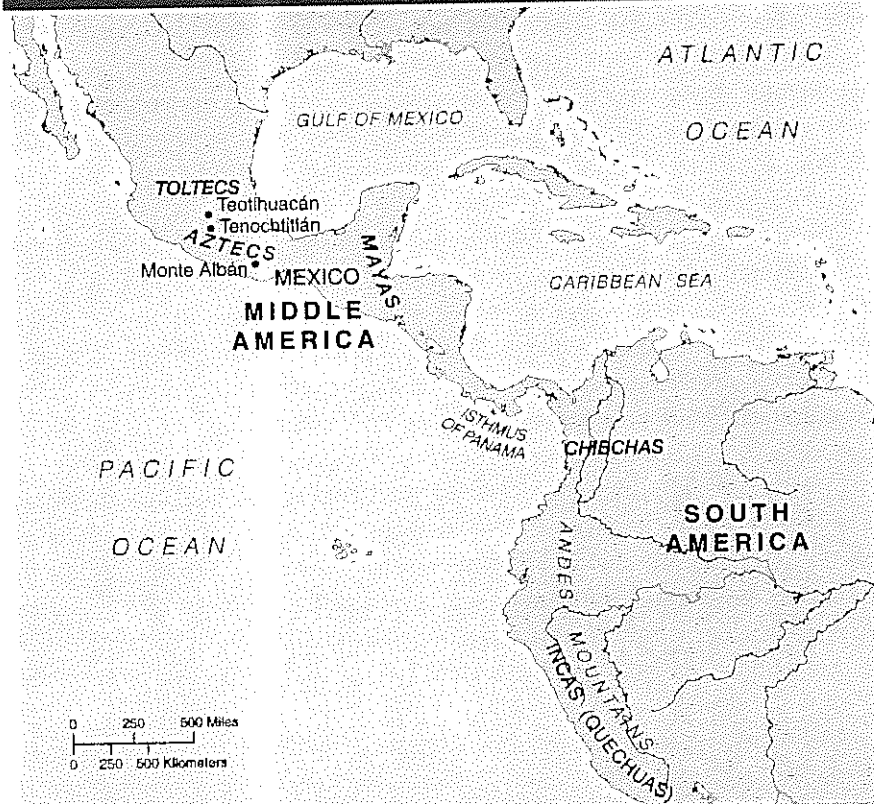 ATLANTIC
OCEAN
GULF OF MEXICO
TOLTECS
Teotihuacán
Tenochtitlán
AZTECS
Monte Albán
MEXICO
MAYAS
MIDDLE
AMERICA
CARIBBEAN SEA
ISTHMUS
OF PANAMA
CHIBCHAS
PACIFIC
OCEAN
SOUTH
AMERICA
ANDES
MOUNTAINS
INCAS (QUECHUAS)
0 250 500 Miles
0 250 500 Kilometers